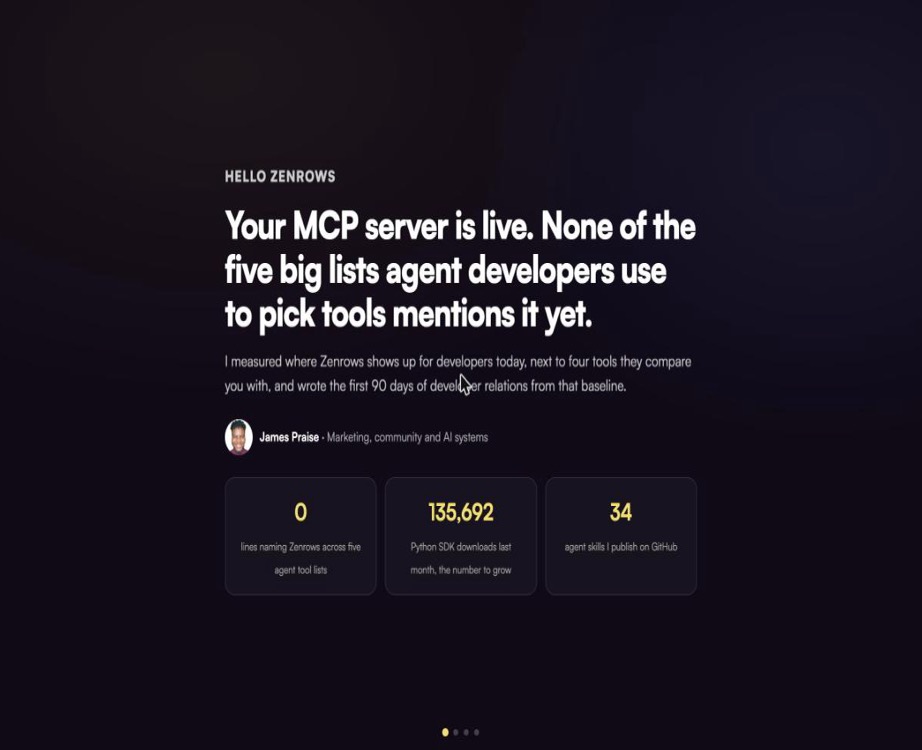 HELLO ZENROWS
Your MCP server is live. None of the
five big lists agent developers use
to pick tools mentions it yet.
I measured where Zenrows shows up for developers today, next to four tools they compare
you with, and wrote the first 90 days of developer relations from that baseline.
James Praise · Marketing, community and AI systems
0
lines naming Zenrows across five
agent tool lists
135,692
Python SDK downloads last
month, the number to grow
34
agent skills I publish on GitHub